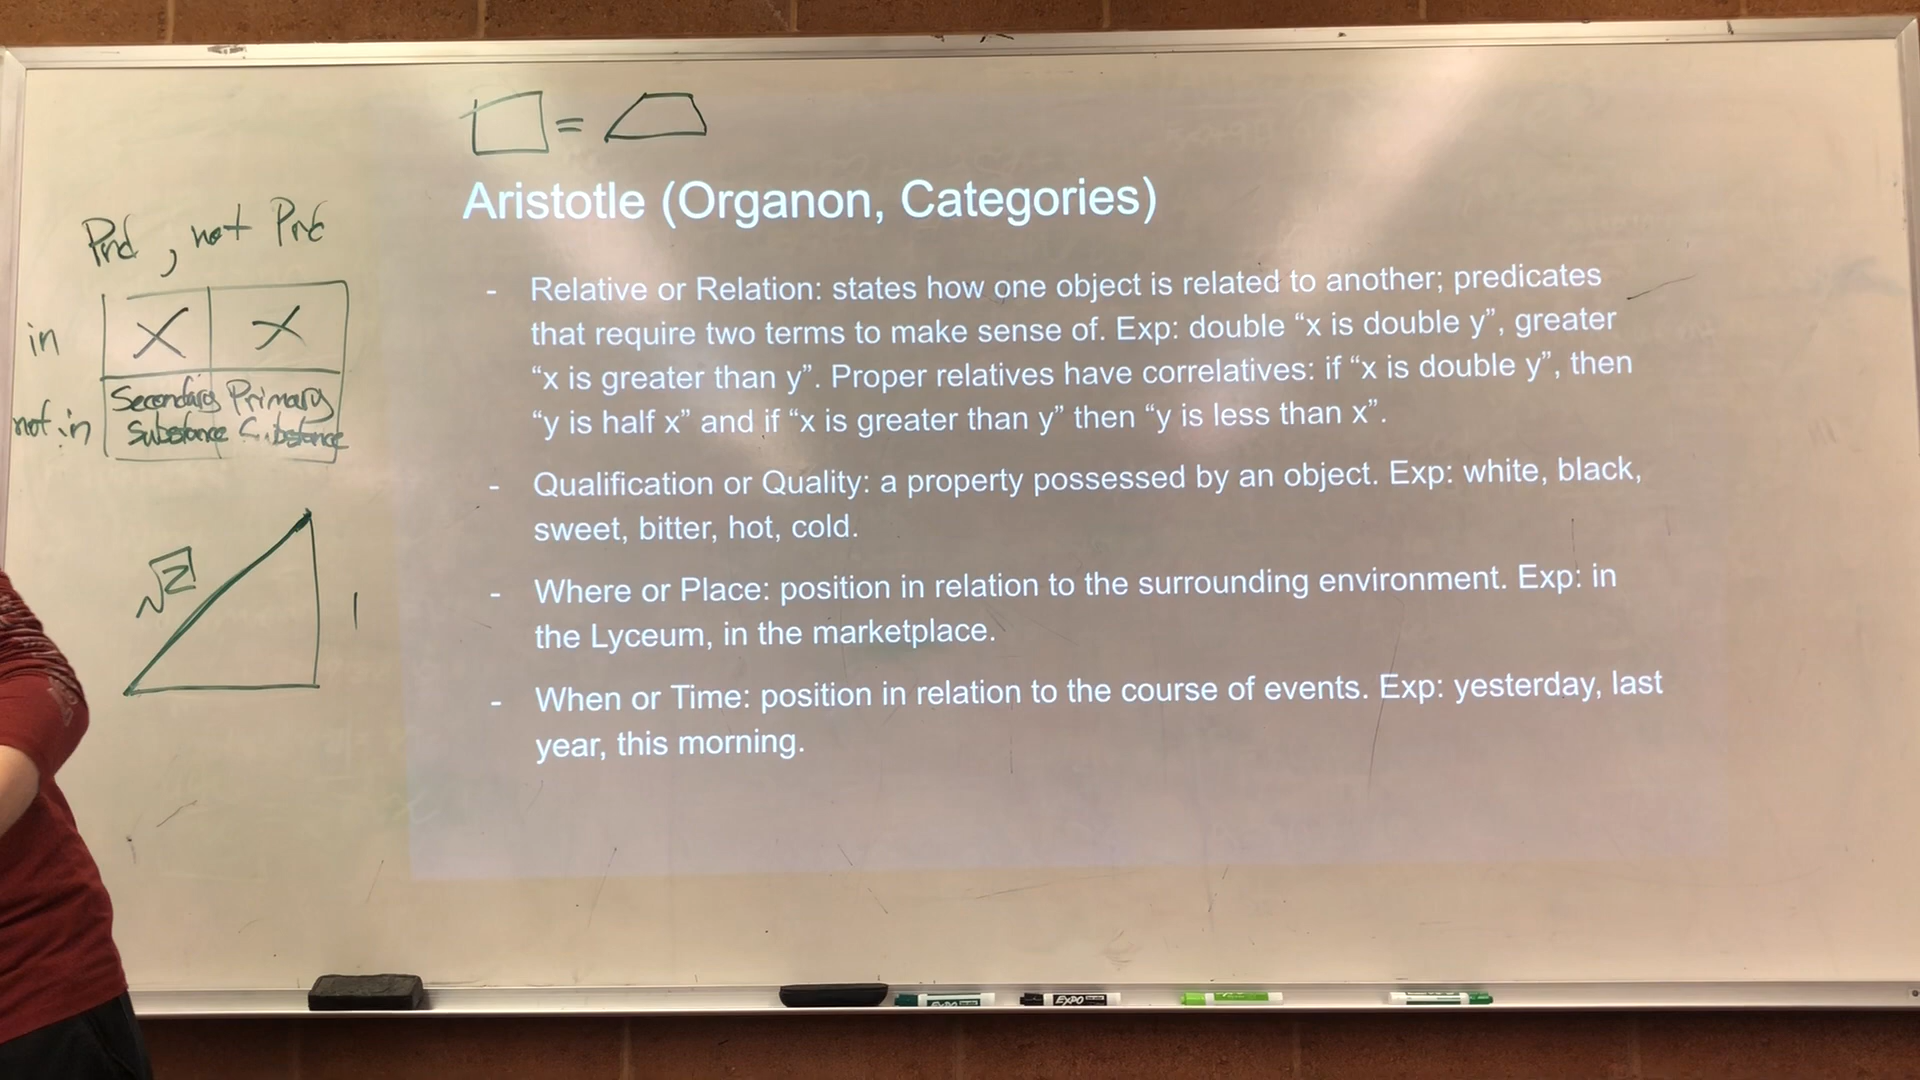 Aristotle (Organon, Categories)
- Relative or Relation: states how one object is related to another; predicates
that require two terms to make sense of. Exp: double “x is double y”, greater
“x is greater than y”. Proper relatives have correlatives: if “x is double y”, then
“y is half x” and if “x is greater than y” then “y is less than x”.
- Qualification or Quality: a property possessed by an object. Exp: white, black,
sweet, bitter, hot, cold.
- Where or Place: position in relation to the surrounding environment. Exp: in
the Lyceum, in the marketplace.
- When or Time: position in relation to the course of events. Exp: yesterday, last
year, this morning.
=
Prd, not Prd
in X X
not in Secondary Primary
Substance Substance
√2
1
EXPO
EXPO